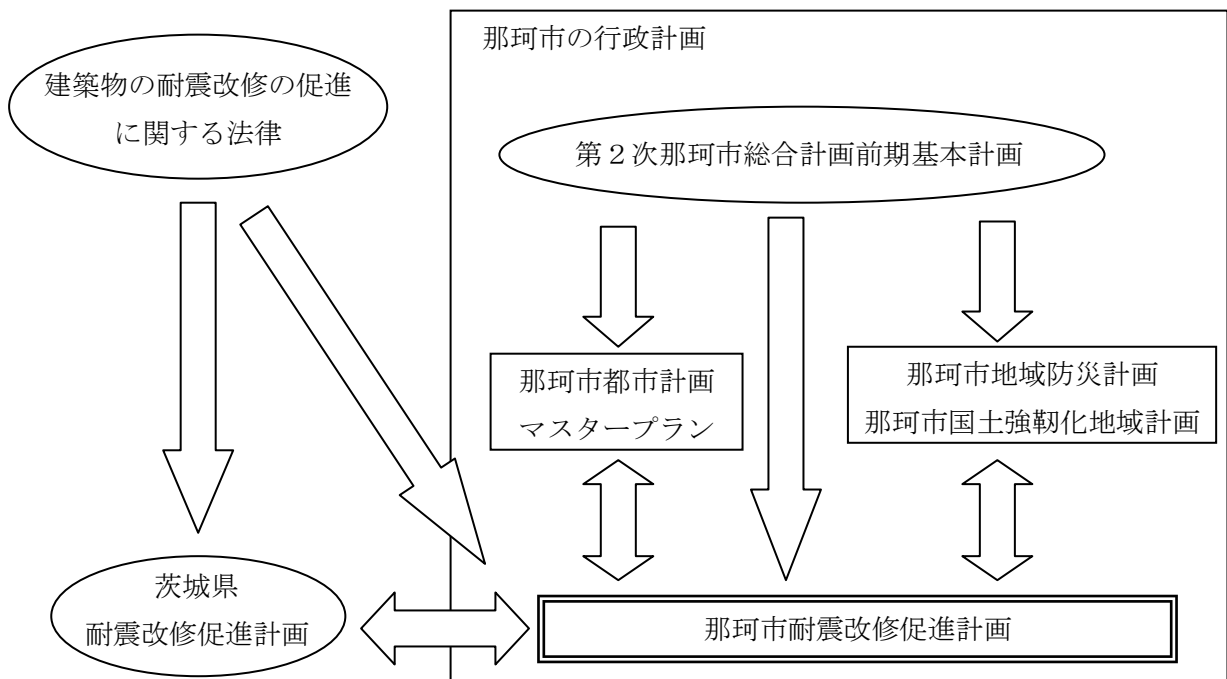 那珂市の行政計画
建築物の耐震改修の促進
に関する法律
第２次那珂市総合計画前期基本計画
那珂市都市計画
マスタープラン
那珂市地域防災計画
那珂市国土強靭化地域計画
茨城県
耐震改修促進計画
那珂市耐震改修促進計画